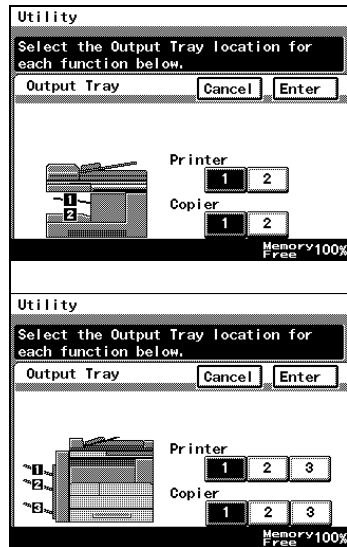 Utility
Select the Output Tray location for
each function below.
Output Tray Cancel Enter
Printer
1 2
1
2
Copier
1 2
Memory
Free 100%
Utility
Select the Output Tray location for
each function below.
Output Tray Cancel Enter
Printer
1 2 3
1
2
3
Copier
1 2 3
Memory
Free 100%